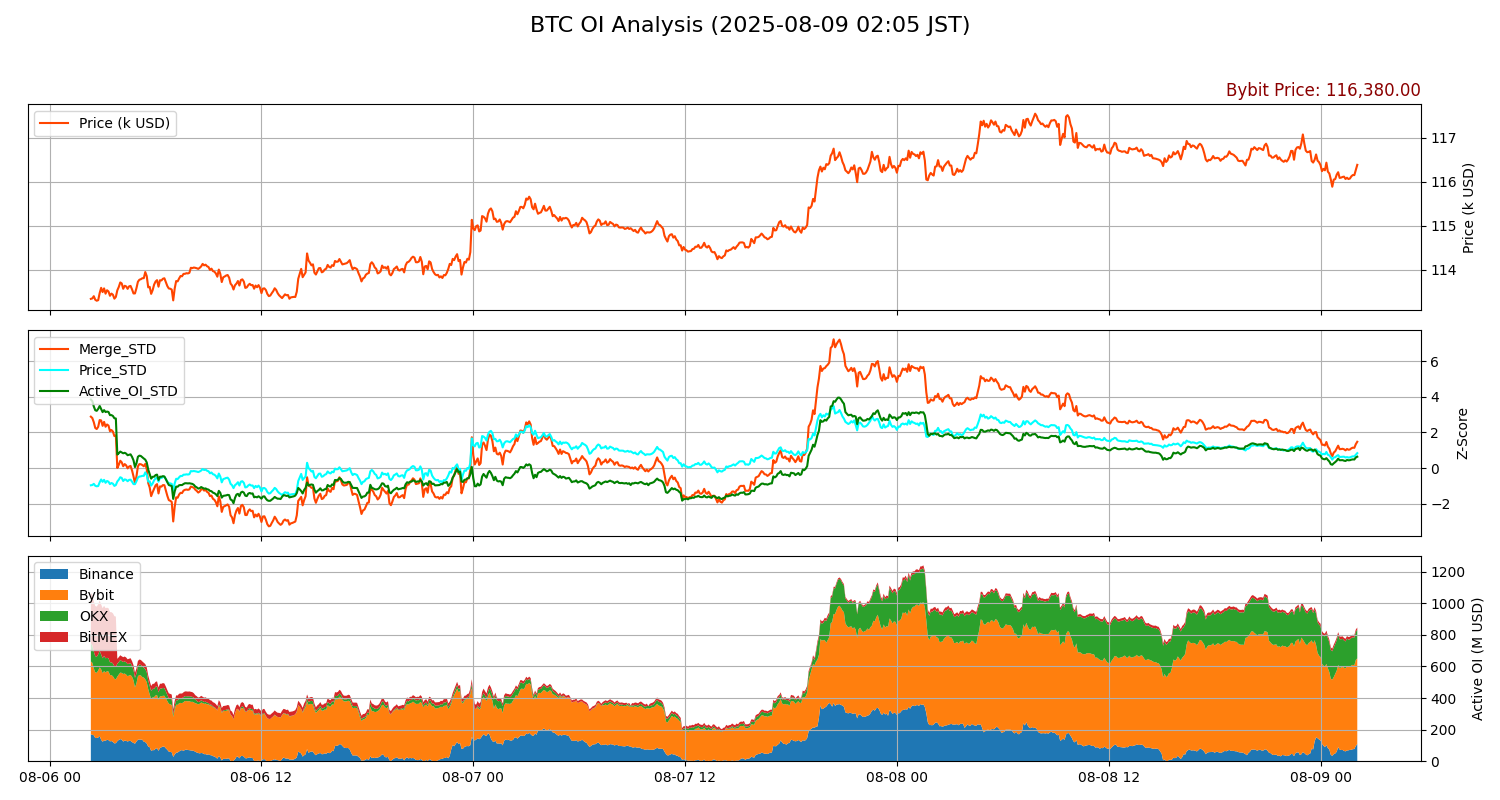 BTC OI Analysis (2025-08-09 02:05 JST)
Bybit Price: 116,380.00
Price (k USD)
117
116
115
114
Price (k USD)
Merge_STD
Price_STD
Active_OI_STD
6
4
2
0
−2
Z-Score
Binance
Bybit
OKX
BitMEX
1200
1000
800
600
400
200
0
Active OI (M USD)
08-06 00
08-06 12
08-07 00
08-07 12
08-08 00
08-08 12
08-09 00